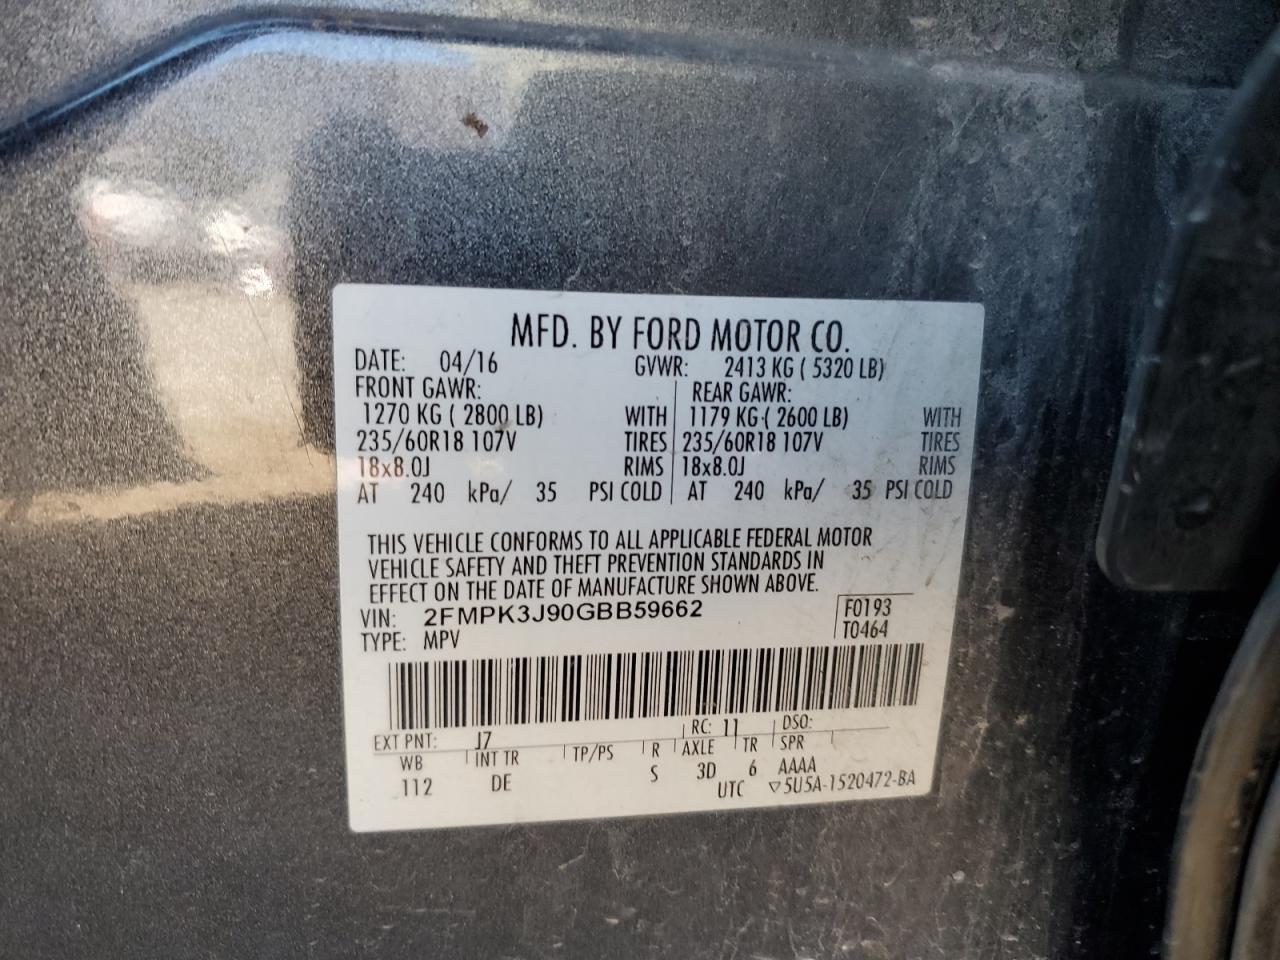 MFD. BY FORD MOTOR CO.
DATE: 04/16 GVWR: 2413 KG ( 5320 LB)
FRONT GAWR: REAR GAWR:
1270 KG ( 2800 LB) WITH 1179 KG ( 2600 LB) WITH
235/60R18 107V TIRES 235/60R18 107V TIRES
18x8.0J RIMS 18x8.0J RIMS
AT 240 kPa/ 35 PSI COLD AT 240 kPa/ 35 PSI COLD
THIS VEHICLE CONFORMS TO ALL APPLICABLE FEDERAL MOTOR
VEHICLE SAFETY AND THEFT PREVENTION STANDARDS IN
EFFECT ON THE DATE OF MANUFACTURE SHOWN ABOVE.
VIN: 2FMPK3J90GBB59662 F0193
TYPE: MPV T0464
EXT PNT: J7 RC: 11 DSO:
WB INT TR TP/PS R AXLE TR SPR
112 DE S 3D 6 AAAA
UTC ▽5U5A-1520472-BA